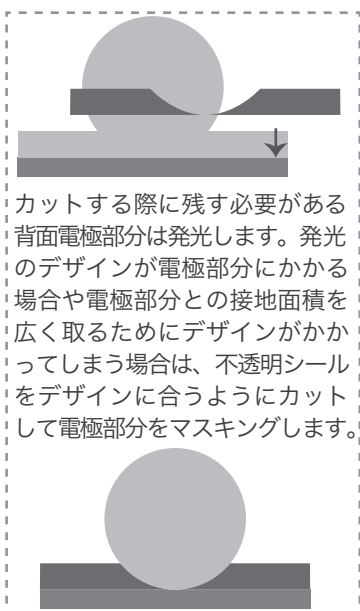 カットする際に残す必要がある
背面電極部分は発光します。発光
のデザインが電極部分にかかる
場合や電極部分との接地面積を
広く取るためにデザインがかか
ってしまう場合は、不透明シール
をデザインに合うようにカット
して電極部分をマスキングします。